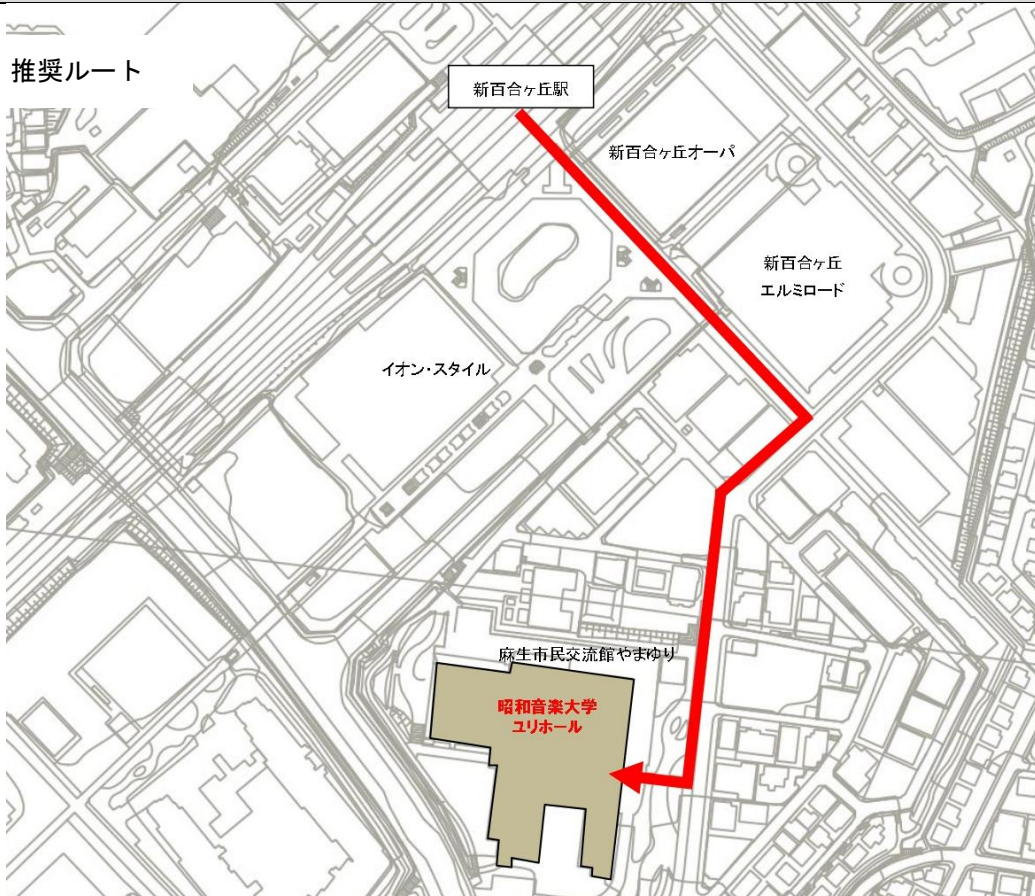 推奨ルート
新百合ヶ丘駅
新百合ヶ丘オーパ
新百合ヶ丘
エルミロード
イオン・スタイル
麻生市民交流館やまゆり
昭和音楽大学
ユリホール